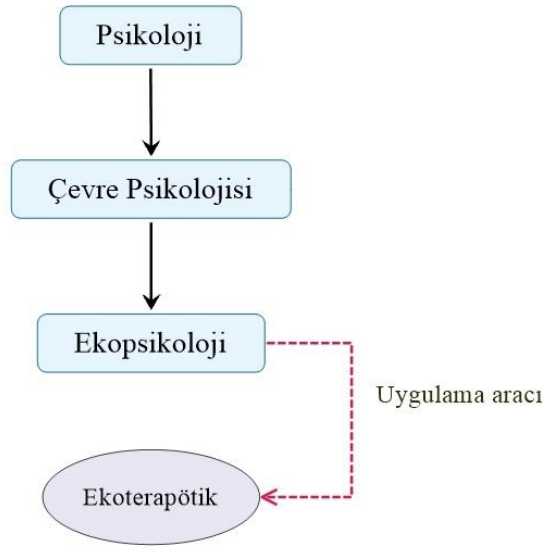 Psikoloji
Çevre Psikolojisi
Ekopsikoloji
Uygulama aracı
Ekoterapötik